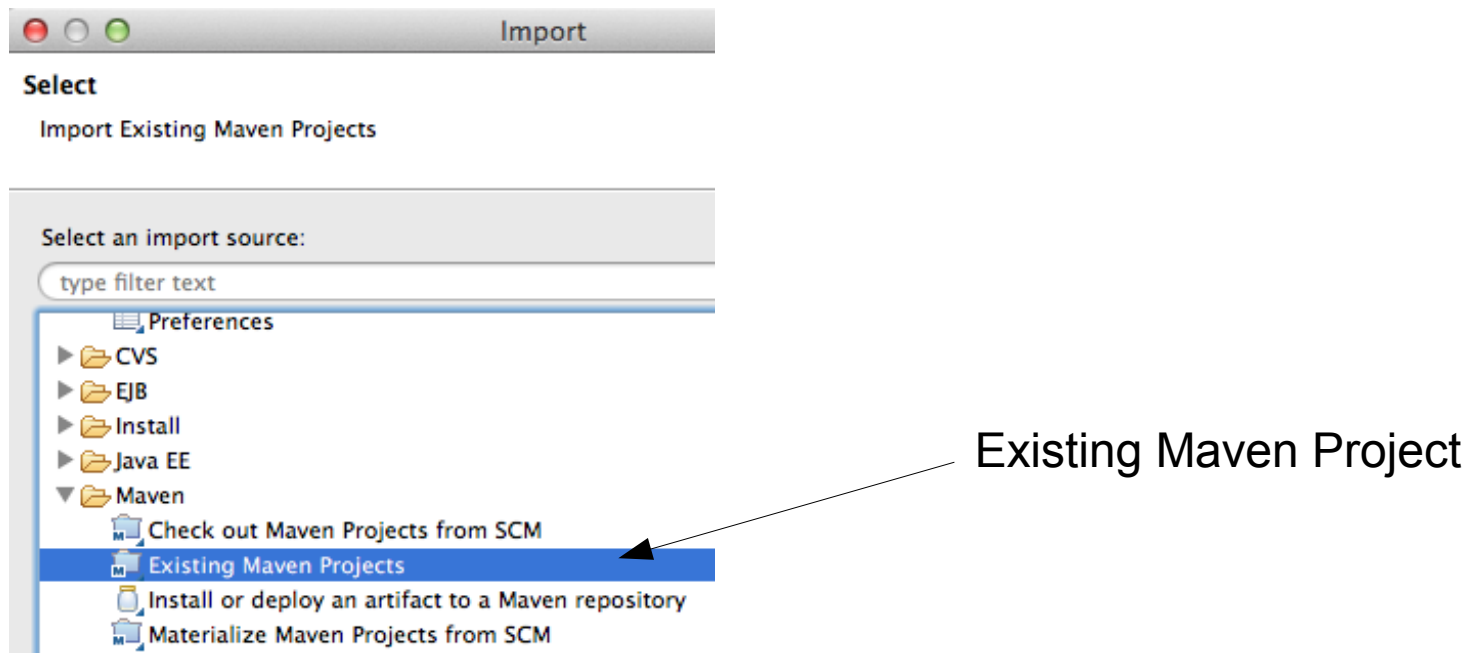 Import
Select
Import Existing Maven Projects
Select an import source:
type filter text
Preferences
CVS
EJB
Install
Java EE
Maven
Check out Maven Projects from SCM
Existing Maven Projects
Existing Maven Project
Install or deploy an artifact to a Maven repository
Materialize Maven Projects from SCM